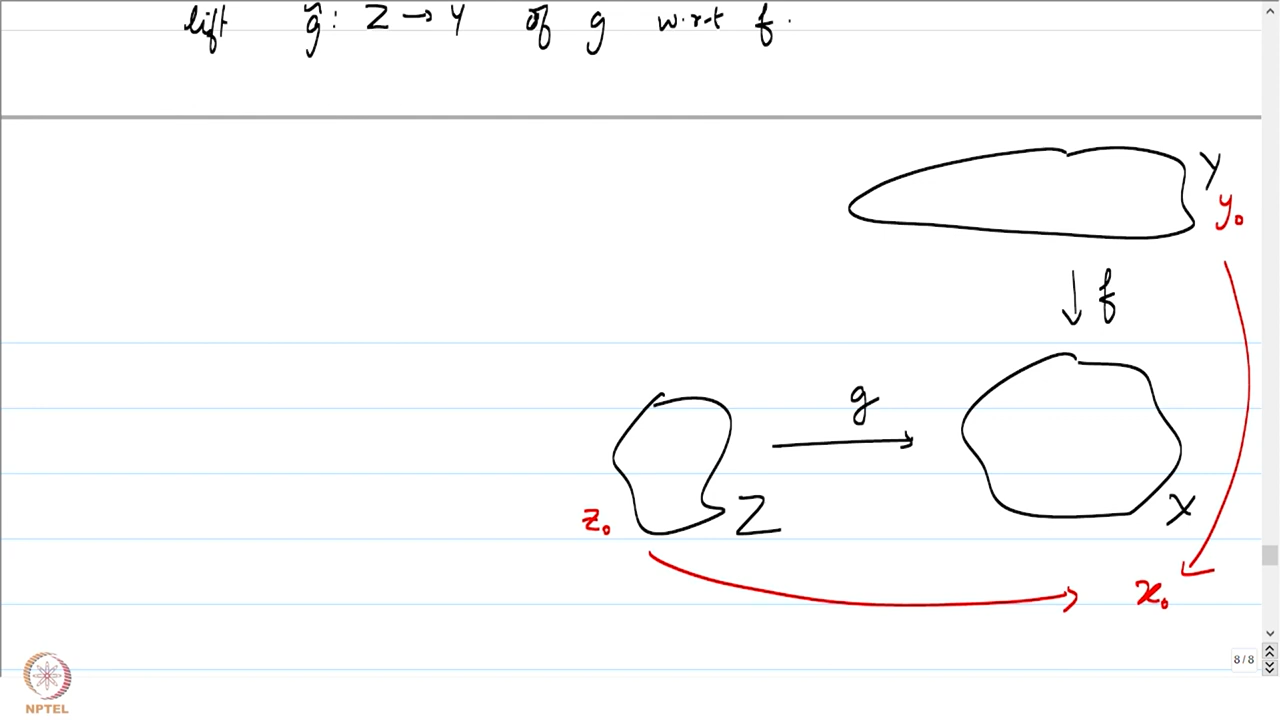 lift g̃ : Z → Y of g w.r.t f.
Y
y₀
↓ f
g
z₀ Z
X
x₀
8 / 8
NPTEL